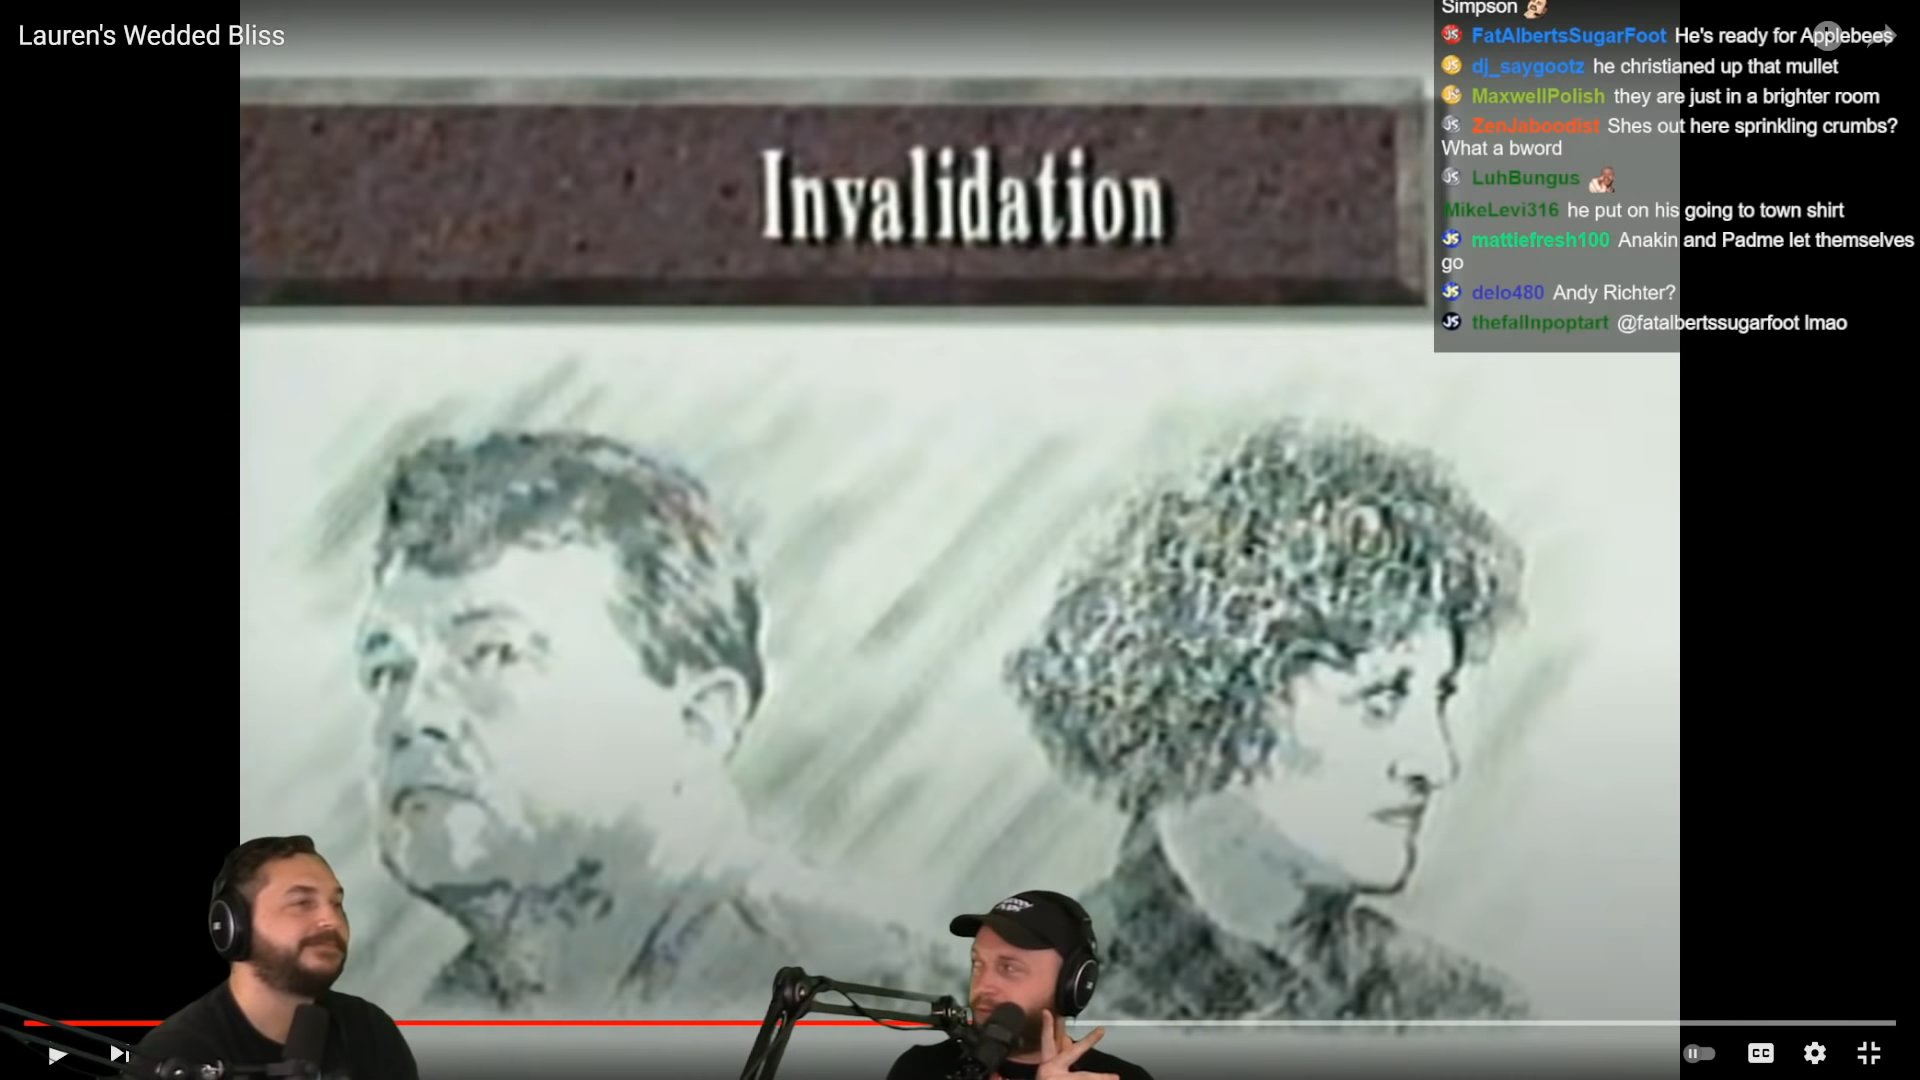 Lauren's Wedded Bliss
Invalidation
Simpson
FatAlbertsSugarFoot He's ready for Applebees
dj_saygootz he christianed up that mullet
MaxwellPolish they are just in a brighter room
ZenJaboodist Shes out here sprinkling crumbs?
What a bword
LuhBungus
MikeLevi316 he put on his going to town shirt
mattiefresh100 Anakin and Padme let themselves
go
delo480 Andy Richter?
thefallnpoptart @fatalbertssugarfoot lmao
CC